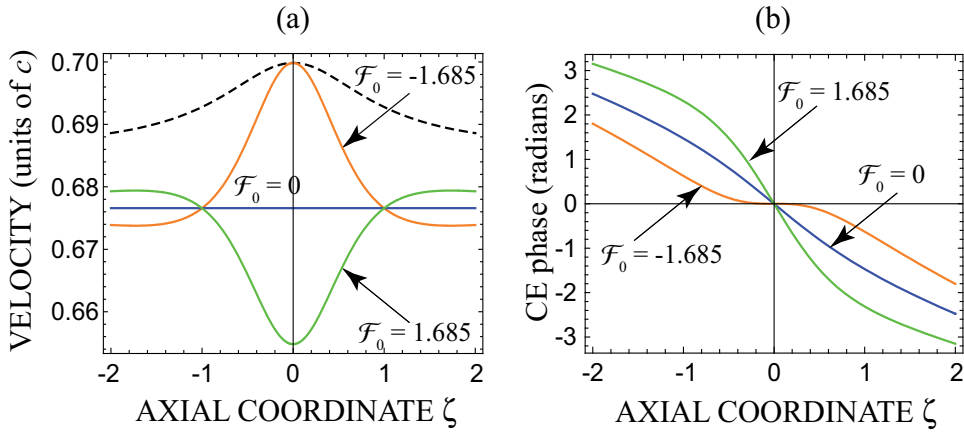 (a)
VELOCITY (units of c)
0.70
0.69
0.68
0.67
0.66
ℱ₀ = -1.685
ℱ₀ = 0
ℱ₀ = 1.685
-2 -1 0 1 2
AXIAL COORDINATE ζ
(b)
CE phase (radians)
3
2
1
0
-1
-2
-3
ℱ₀ = 1.685
ℱ₀ = 0
ℱ₀ = -1.685
-2 -1 0 1 2
AXIAL COORDINATE ζ